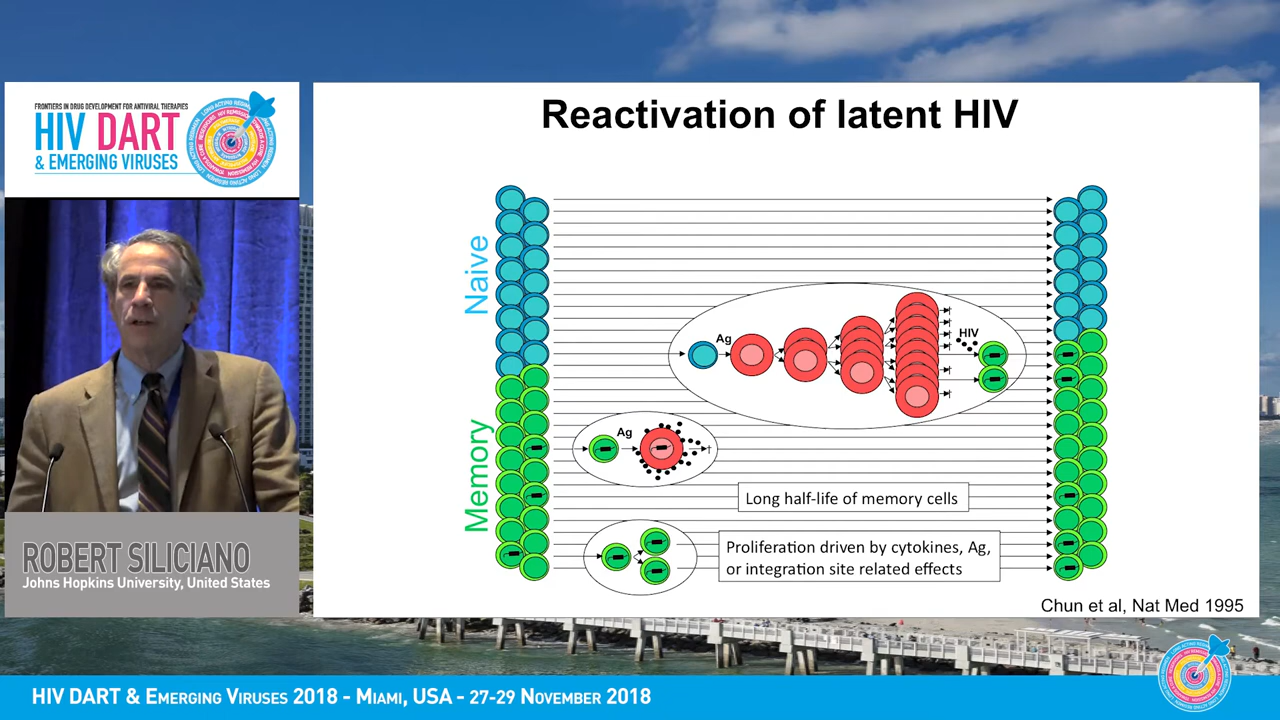 FRONTIERS IN DRUG DEVELOPMENT FOR ANTIVIRAL THERAPIES
HIV DART
& EMERGING VIRUSES
ROBERT SILICIANO
Johns Hopkins University, United States
Reactivation of latent HIV
Naive
Ag
HIV
Memory
Ag
Long half-life of memory cells
Proliferation driven by cytokines, Ag,
or integration site related effects
Chun et al, Nat Med 1995
HIV DART & EMERGING VIRUSES 2018 - MIAMI, USA - 27-29 NOVEMBER 2018